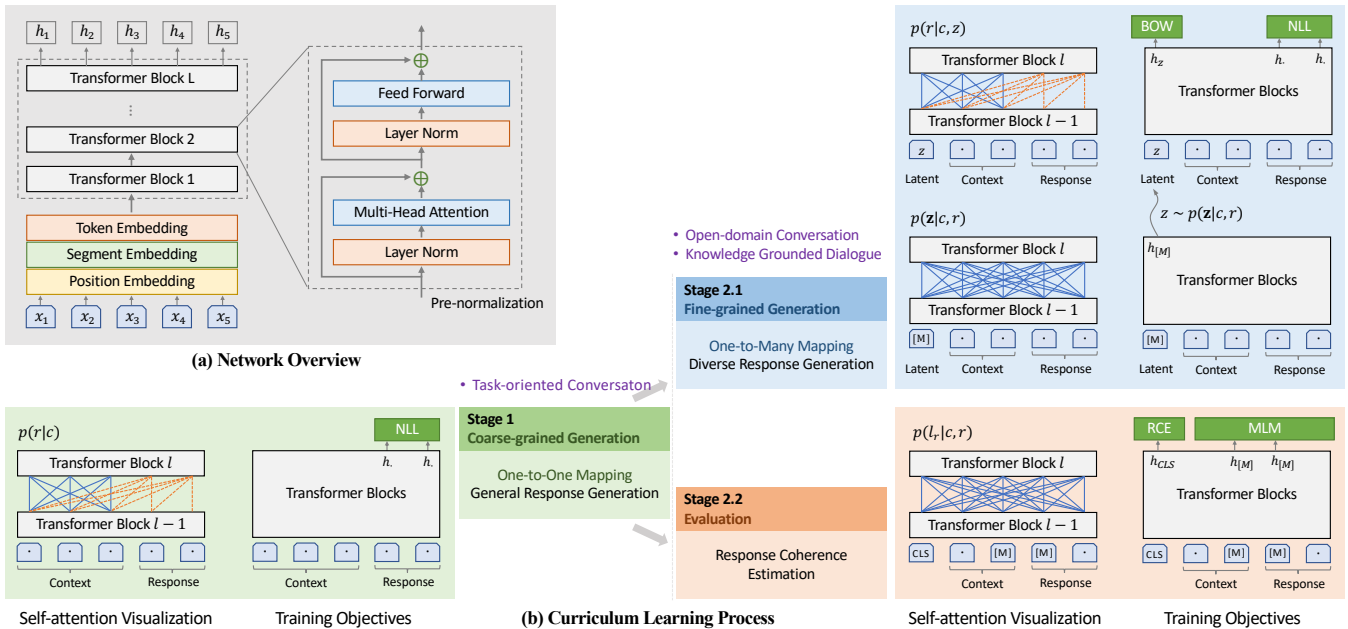 h₁ h₂ h₃ h₄ h₅
Transformer Block L
⋮
Transformer Block 2
Transformer Block 1
Token Embedding
Segment Embedding
Position Embedding
x₁ x₂ x₃ x₄ x₅
⊕
Feed Forward
Layer Norm
⊕
Multi-Head Attention
Layer Norm
Pre-normalization
(a) Network Overview
p(r|c)
Transformer Block l
Transformer Block l − 1
· · · · ·
Context Response
NLL
h. h.
Transformer Blocks
· · · · ·
Context Response
Self-attention Visualization
Training Objectives
• Task-oriented Conversaton
Stage 1
Coarse-grained Generation
One-to-One Mapping
General Response Generation
• Open-domain Conversation
• Knowledge Grounded Dialogue
Stage 2.1
Fine-grained Generation
One-to-Many Mapping
Diverse Response Generation
Stage 2.2
Evaluation
Response Coherence
Estimation
(b) Curriculum Learning Process
p(r|c, z)
Transformer Block l
Transformer Block l − 1
z · · · ·
Latent Context Response
BOW NLL
h_z h. h.
Transformer Blocks
z · · · ·
Latent Context Response
z ~ p(z|c, r)
p(z|c, r)
Transformer Block l
Transformer Block l − 1
[M] · · · ·
Latent Context Response
h_[M]
Transformer Blocks
[M] · · · ·
Latent Context Response
p(l_r|c, r)
Transformer Block l
Transformer Block l − 1
CLS · [M] [M] ·
Context Response
RCE MLM
h_CLS h_[M] h_[M]
Transformer Blocks
CLS · [M] [M] ·
Context Response
Self-attention Visualization
Training Objectives